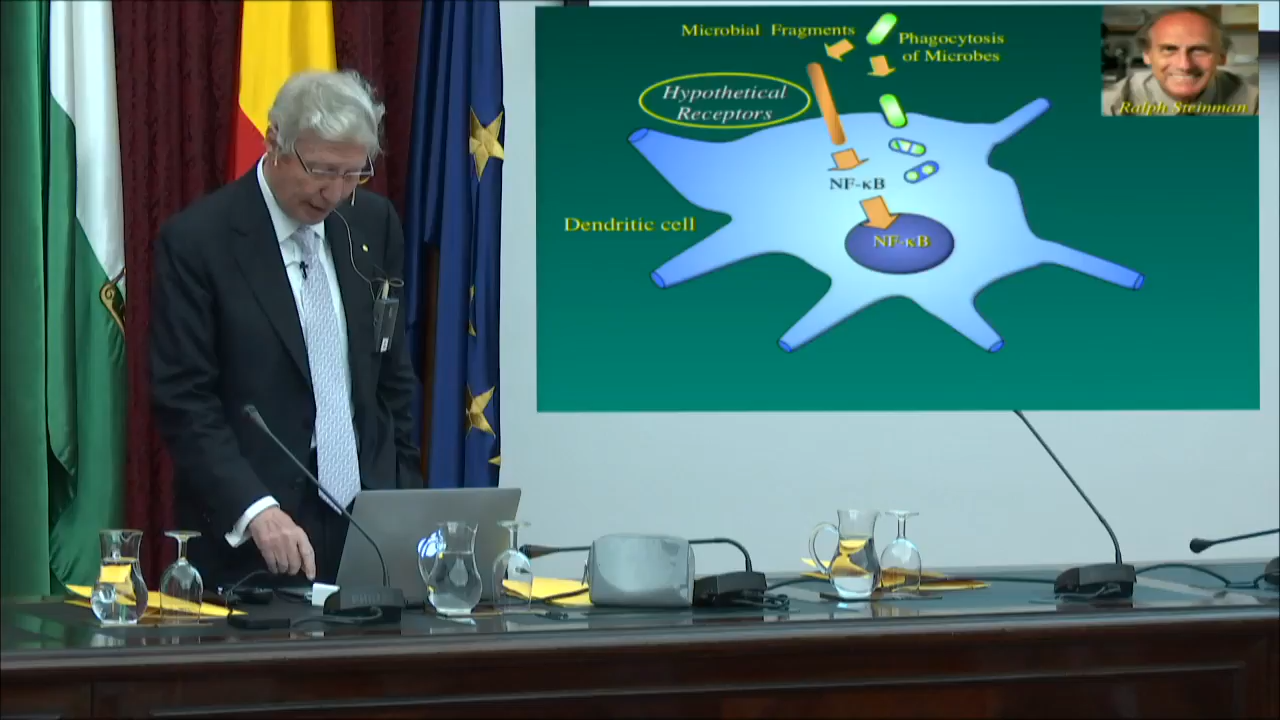 Microbial Fragments
Phagocytosis
of Microbes
Hypothetical
Receptors
NF-κB
NF-κB
Dendritic cell
Ralph Steinman